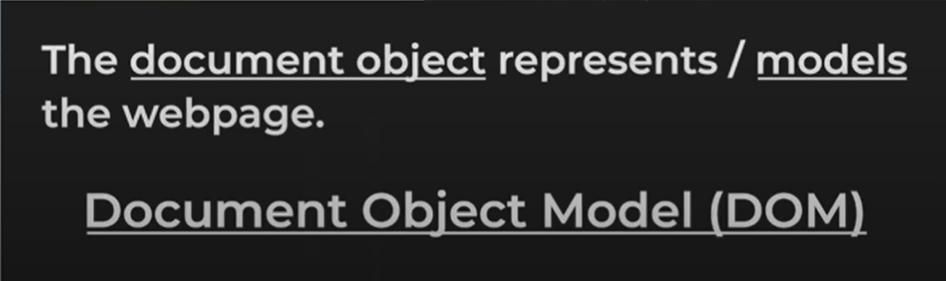 The document object represents / models
the webpage.
Document Object Model (DOM)